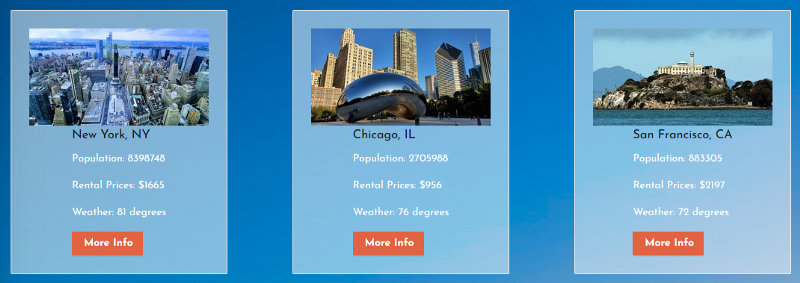 New York, NY
Population: 8398748
Rental Prices: $1665
Weather: 81 degrees
More Info
Chicago, IL
Population: 2705988
Rental Prices: $956
Weather: 76 degrees
More Info
San Francisco, CA
Population: 883305
Rental Prices: $2197
Weather: 72 degrees
More Info